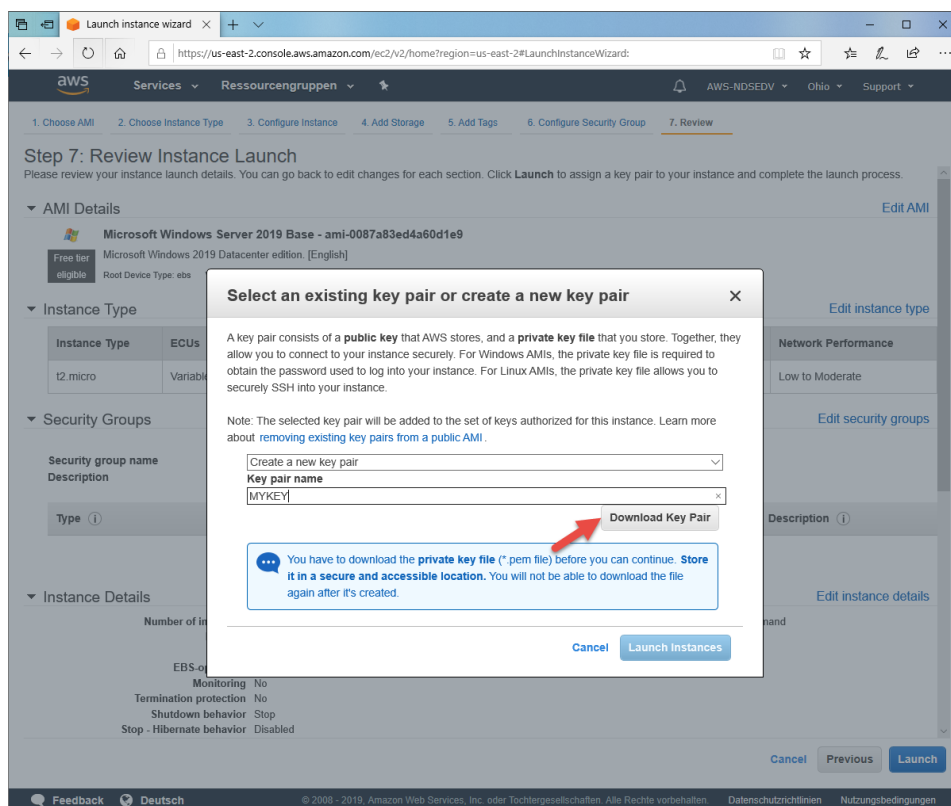 Launch instance wizard
https://us-east-2.console.aws.amazon.com/ec2/v2/home?region=us-east-2#LaunchInstanceWizard:
aws Services Ressourcengruppen AWS-NDSEDV Ohio Support
1. Choose AMI 2. Choose Instance Type 3. Configure Instance 4. Add Storage 5. Add Tags 6. Configure Security Group 7. Review
Step 7: Review Instance Launch
Please review your instance launch details. You can go back to edit changes for each section. Click Launch to assign a key pair to your instance and complete the launch process.
AMI Details Edit AMI
Microsoft Windows Server 2019 Base - ami-0087a83ed4a60d1e9
Free tier eligible
Microsoft Windows 2019 Datacenter edition. [English]
Root Device Type: ebs
Instance Type Edit instance type
Instance Type ECUs Network Performance
t2.micro Variable Low to Moderate
Security Groups Edit security groups
Security group name
Description
Type Description
Instance Details Edit instance details
Number of in
EBS-op
Monitoring No
Termination protection No
Shutdown behavior Stop
Stop - Hibernate behavior Disabled
Select an existing key pair or create a new key pair
A key pair consists of a public key that AWS stores, and a private key file that you store. Together, they
allow you to connect to your instance securely. For Windows AMIs, the private key file is required to
obtain the password used to log into your instance. For Linux AMIs, the private key file allows you to
securely SSH into your instance.
Note: The selected key pair will be added to the set of keys authorized for this instance. Learn more
about removing existing key pairs from a public AMI .
Create a new key pair
Key pair name
MYKEY
Download Key Pair
You have to download the private key file (*.pem file) before you can continue. Store
it in a secure and accessible location. You will not be able to download the file
again after it's created.
Cancel Launch Instances
Cancel Previous Launch
Feedback Deutsch © 2008 - 2019, Amazon Web Services, Inc. oder Tochtergesellschaften. Alle Rechte vorbehalten. Datenschutzrichtlinien Nutzungsbedingungen